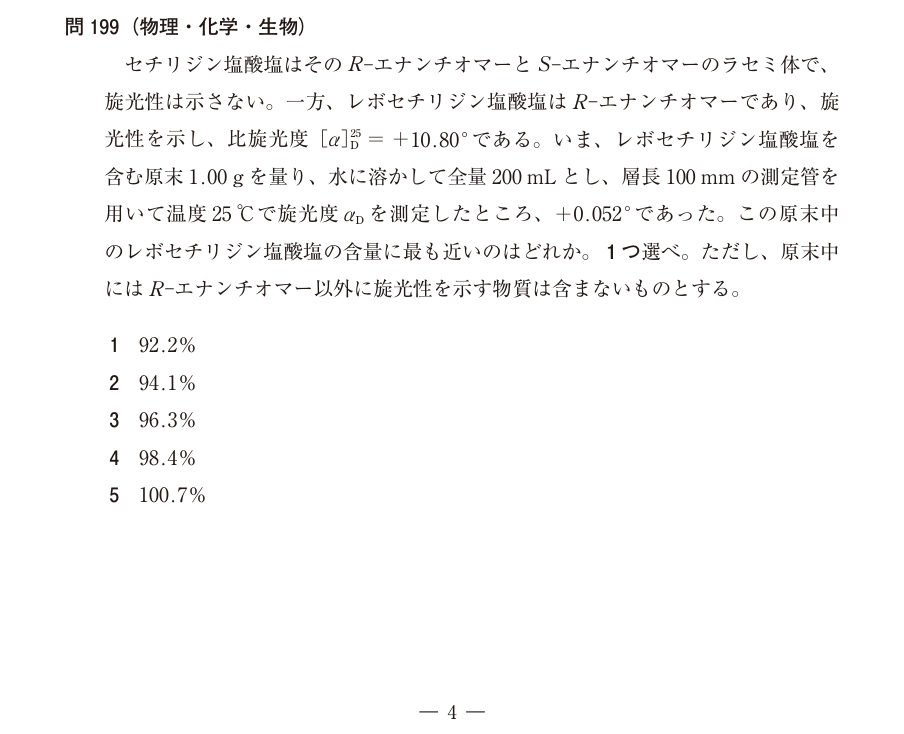 問 199（物理・化学・生物）
セチリジン塩酸塩はその R-エナンチオマーと S-エナンチオマーのラセミ体で、
旋光性は示さない。一方、レボセチリジン塩酸塩は R-エナンチオマーであり、旋
光性を示し、比旋光度 [α]²⁵_D = +10.80°である。いま、レボセチリジン塩酸塩を
含む原末 1.00 g を量り、水に溶かして全量 200 mL とし、層長 100 mm の測定管を
用いて温度 25 ℃で旋光度 α_D を測定したところ、+0.052°であった。この原末中
のレボセチリジン塩酸塩の含量に最も近いのはどれか。1つ選べ。ただし、原末中
には R-エナンチオマー以外に旋光性を示す物質は含まないものとする。
1 92.2%
2 94.1%
3 96.3%
4 98.4%
5 100.7%
— 4 —